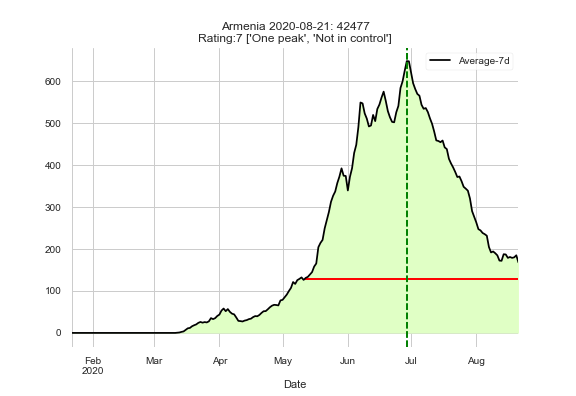 Armenia 2020-08-21: 42477
Rating:7 ['One peak', 'Not in control']
Average-7d
600
500
400
300
200
100
0
Feb
2020
Mar
Apr
May
Jun
Jul
Aug
Date